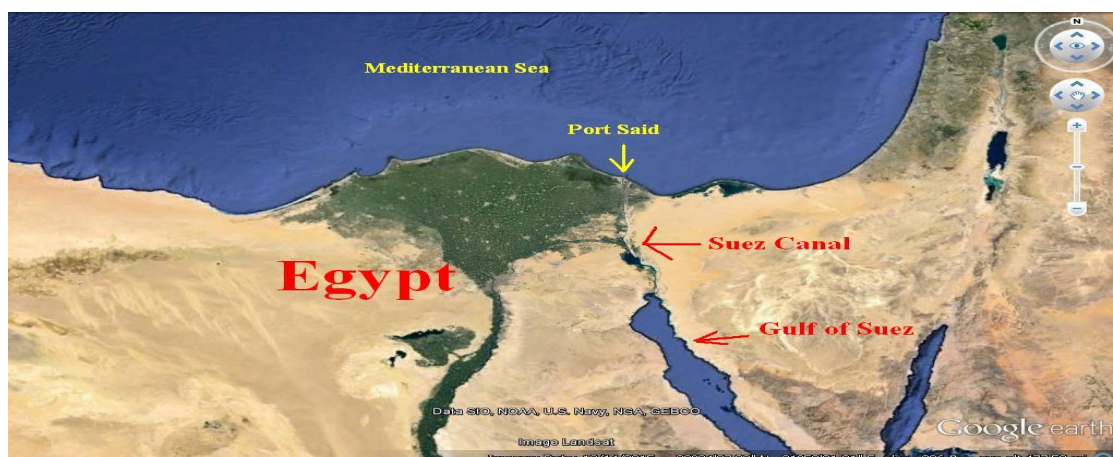 N
Mediterranean Sea
Port Said
Suez Canal
Egypt
Gulf of Suez
Data SIO, NOAA, U.S. Navy, NGA, GEBCO
Google earth
Image Landsat